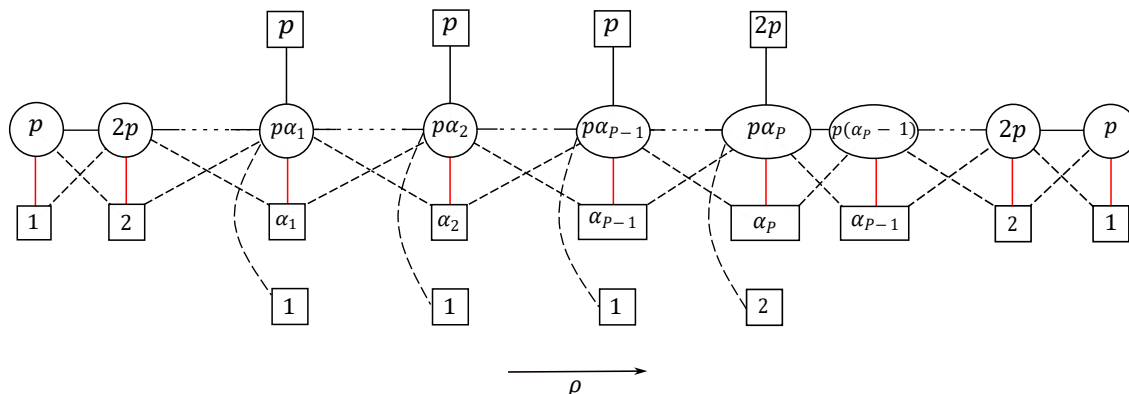 p p p 2p
p 2p pα₁ pα₂ pα_{P−1} pα_P p(α_P − 1) 2p p
1 2 α₁ α₂ α_{P−1} α_P α_{P−1} 2 1
1 1 1 2
ρ